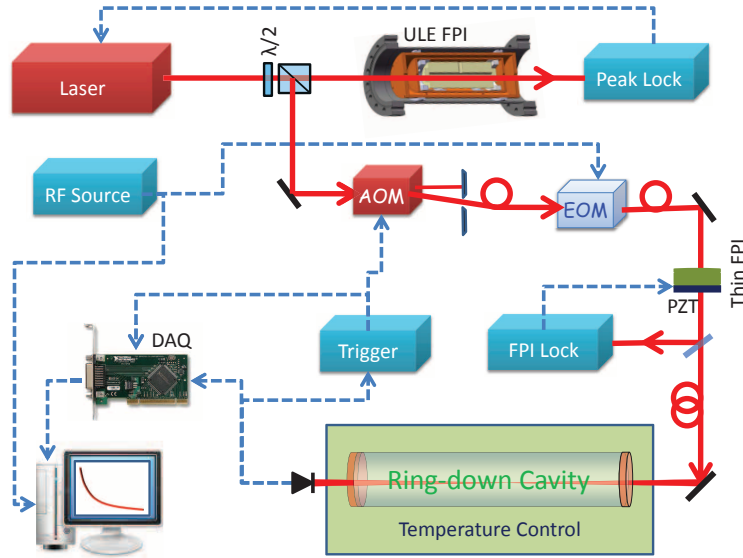 ULE FPI
λ/2
Laser
Peak Lock
RF Source
AOM
EOM
Thin FPI
PZT
DAQ
Trigger
FPI Lock
Ring-down Cavity
Temperature Control